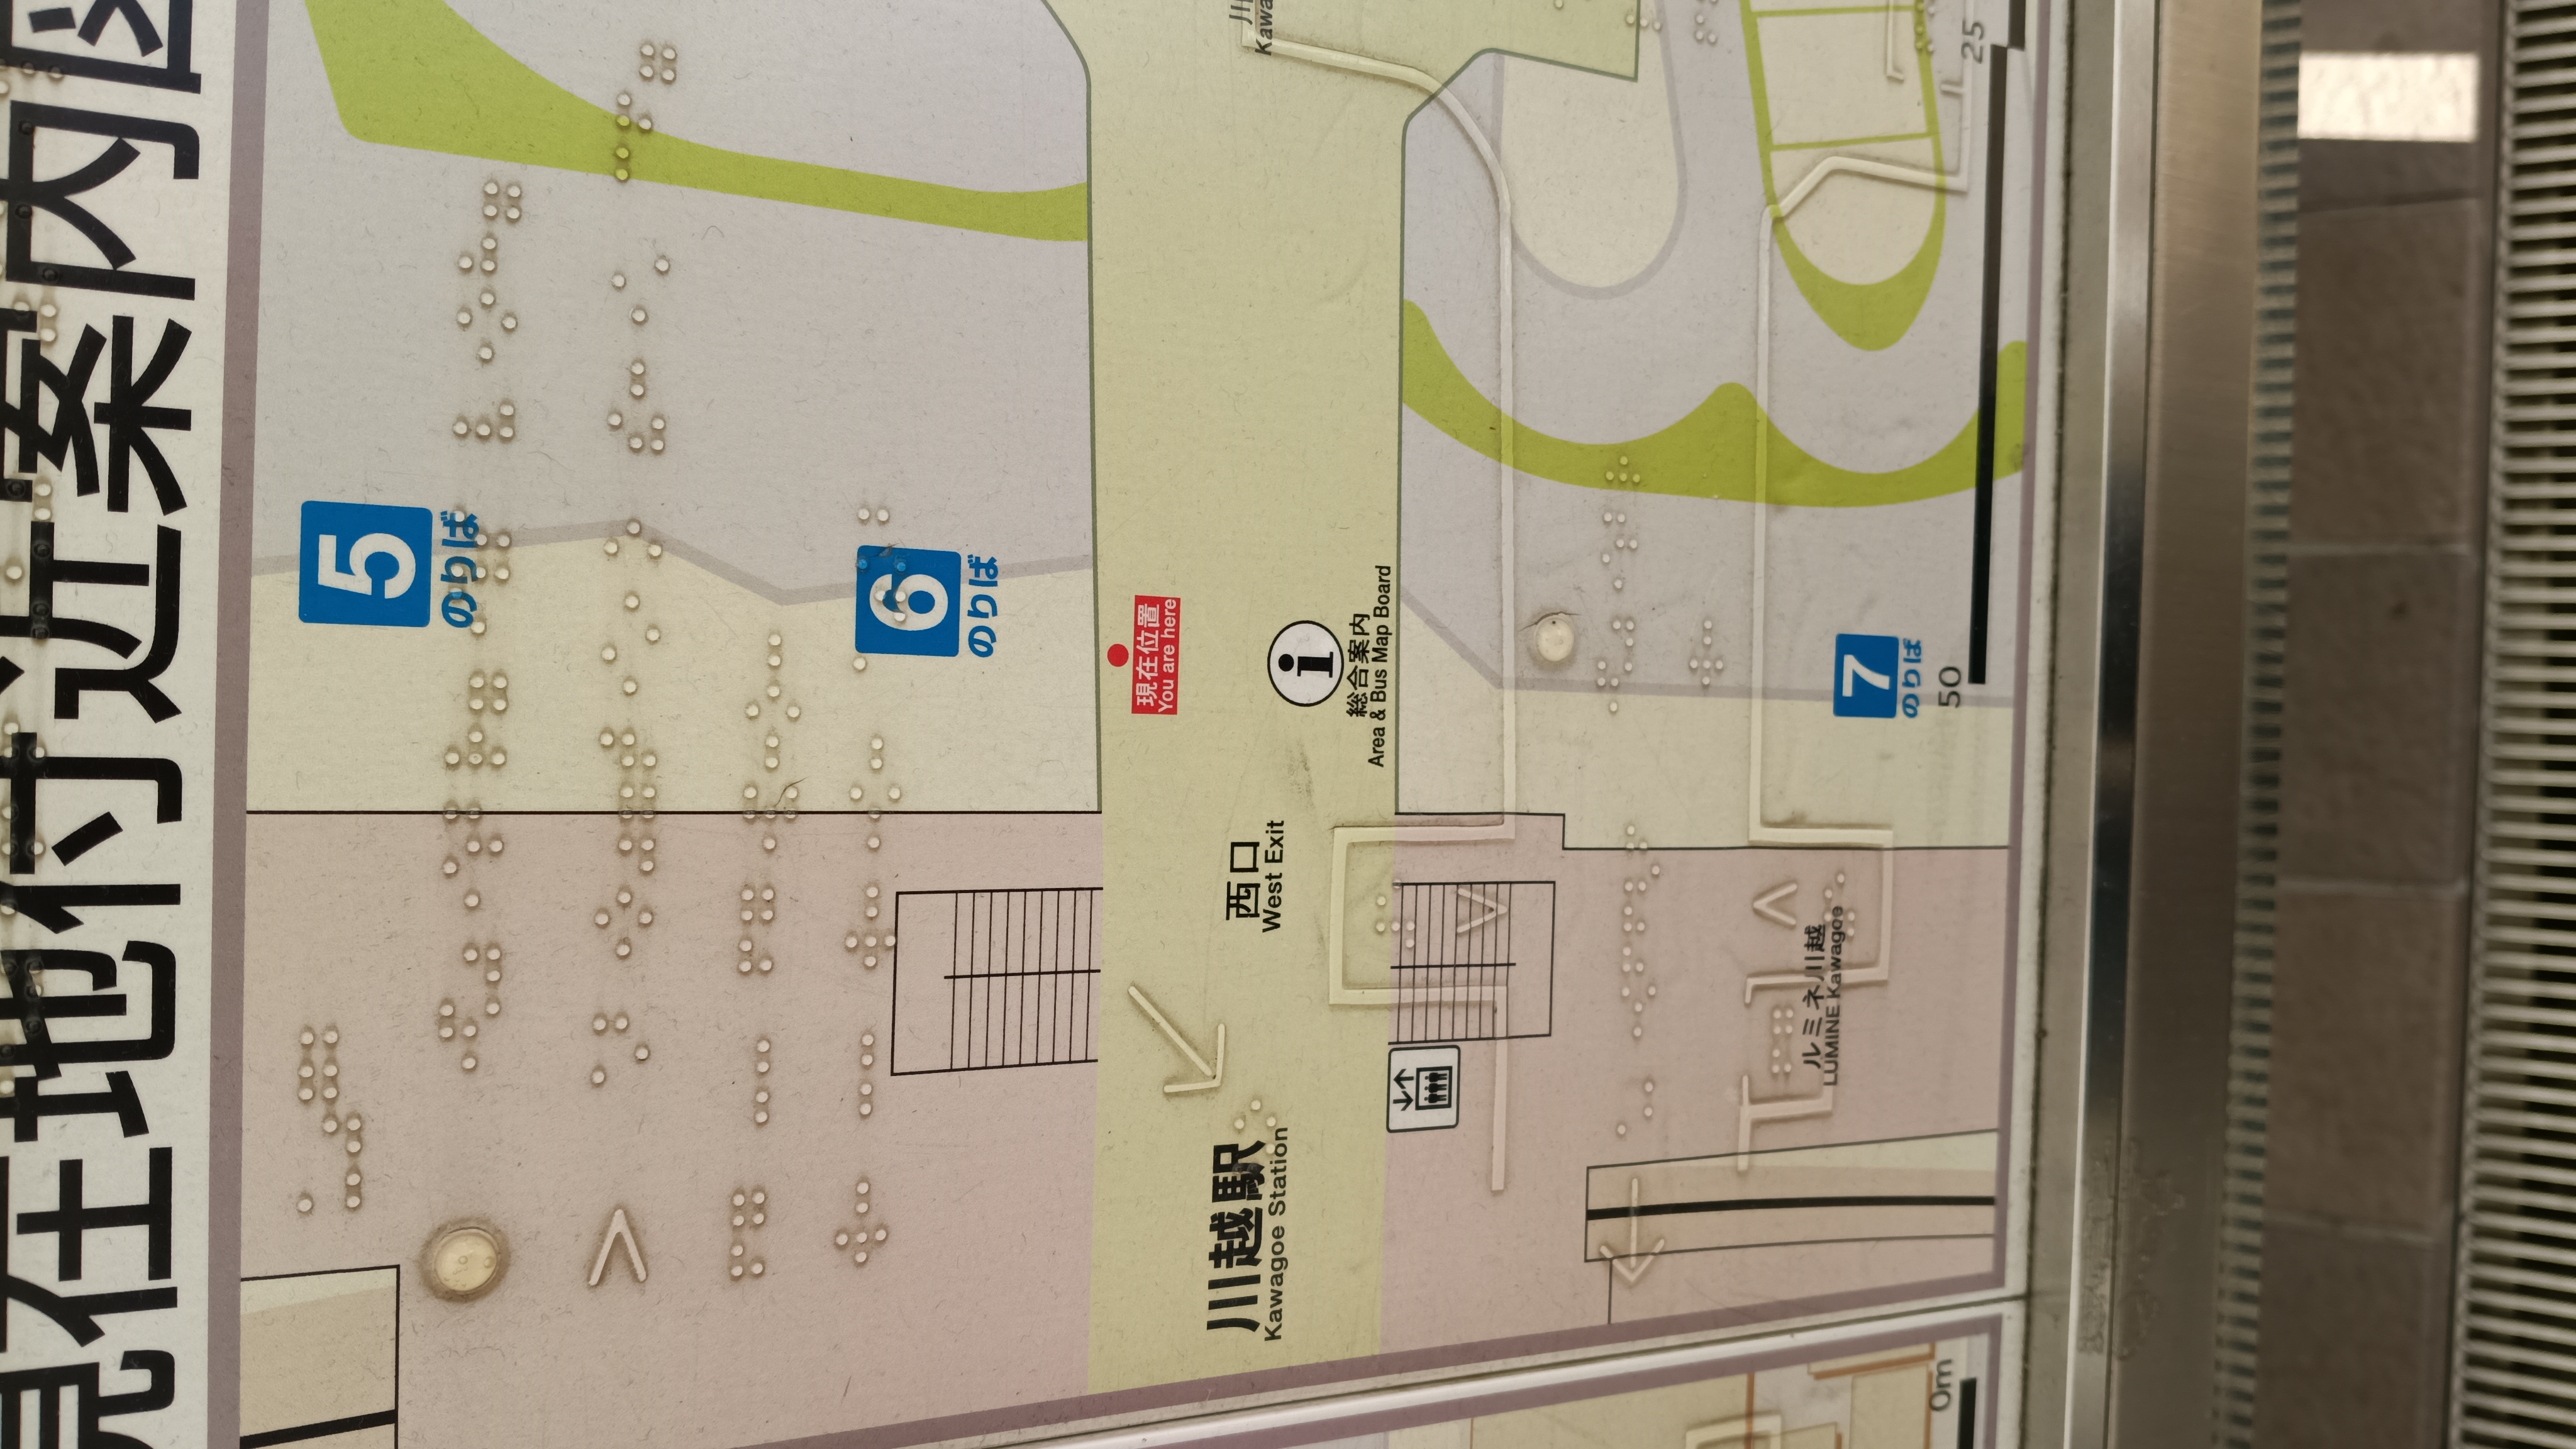 現在地付近案内図
5
のりば
6
のりば
現在位置
You are here
川越駅
Kawagoe Station
西口
West Exit
川
Kawa
総合案内
Area & Bus Map Board
ルミネ川越
LUMINE Kawagoe
7
のりば
0m
50
25